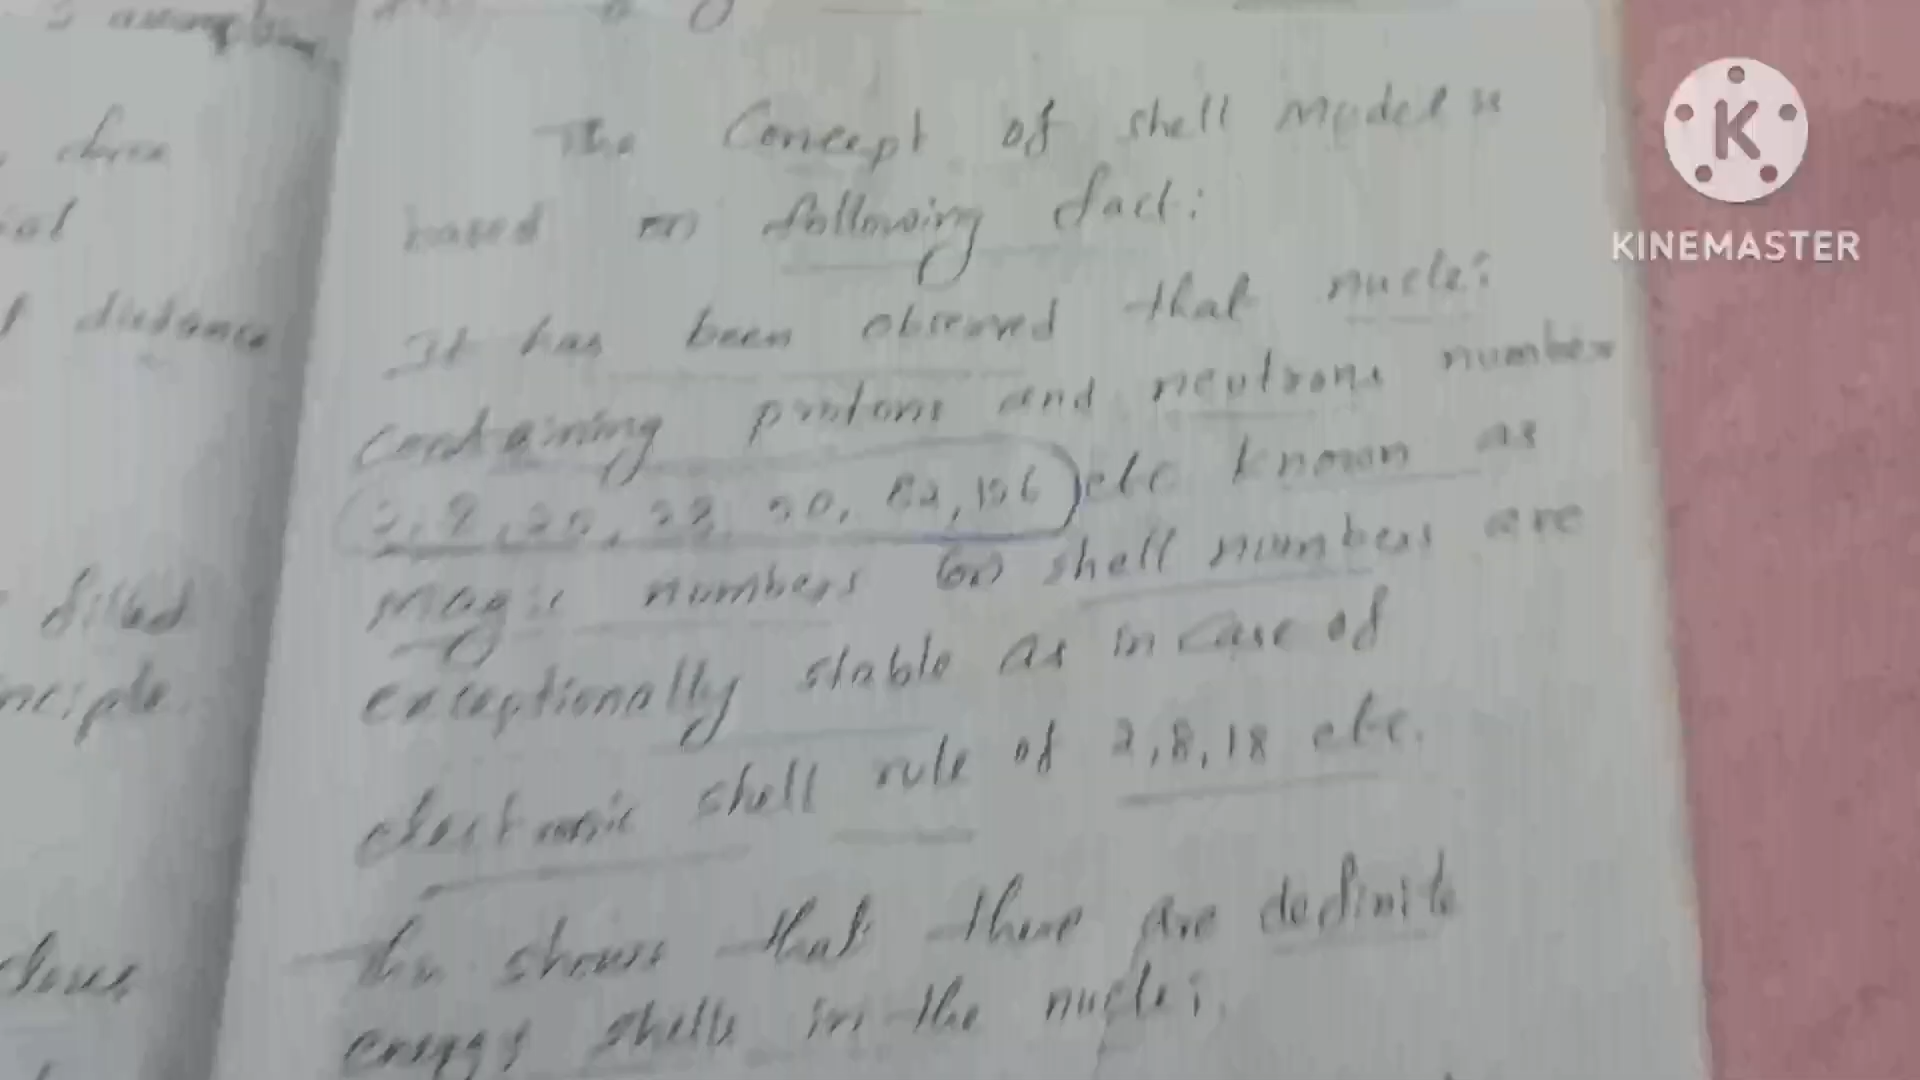 The Concept of shell model is
based on following fact:
It has been observed that nuclei
containing protons and neutrons number
2, 8, 20, 28, 50, 82, 126 etc known as
magic numbers (or) shell numbers are
exceptionally stable as in case of
electronic shell rule of 2,8,18 etc.
This shows that there are definite
energy shells in the nuclei.
distance
filled
KINEMASTER